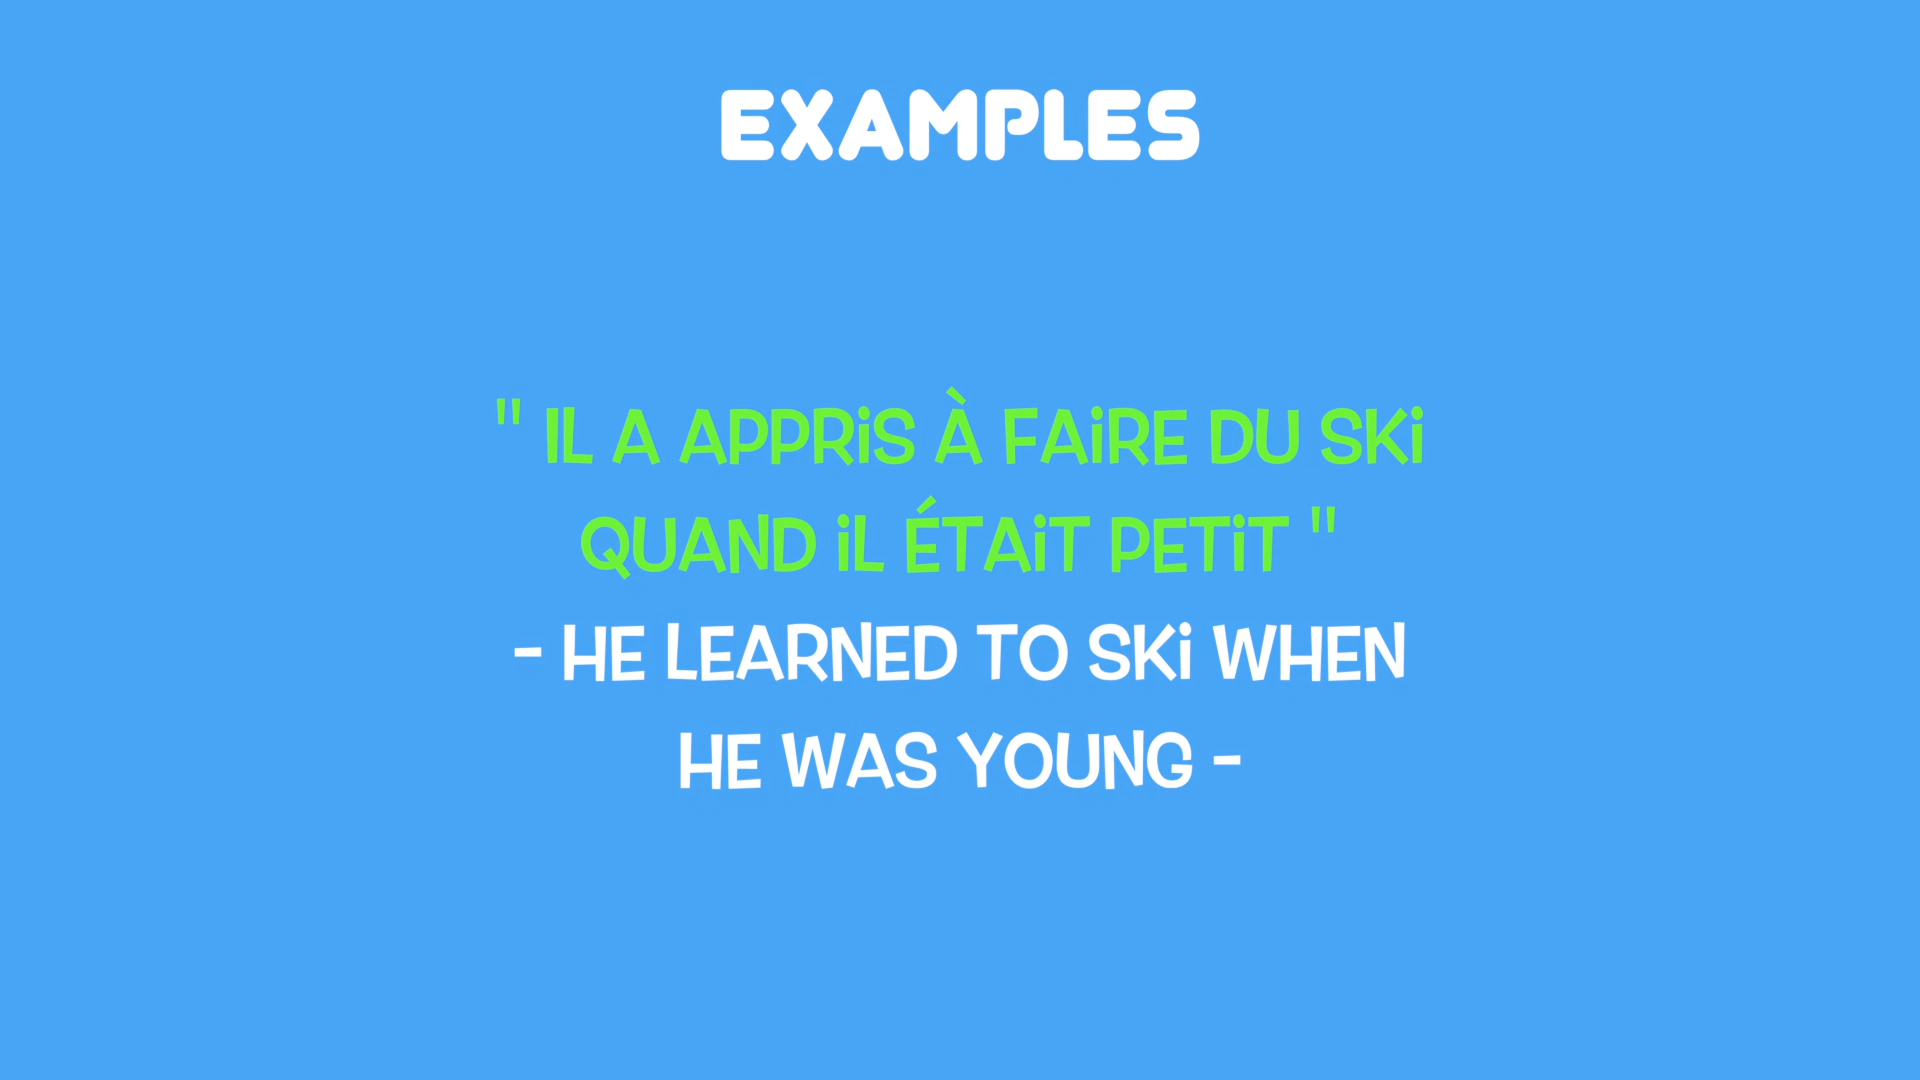 EXAMPLES
" IL A APPRIS À FAIRE DU SKI
QUAND IL ÉTAIT PETIT "
- HE LEARNED TO SKI WHEN
HE WAS YOUNG -